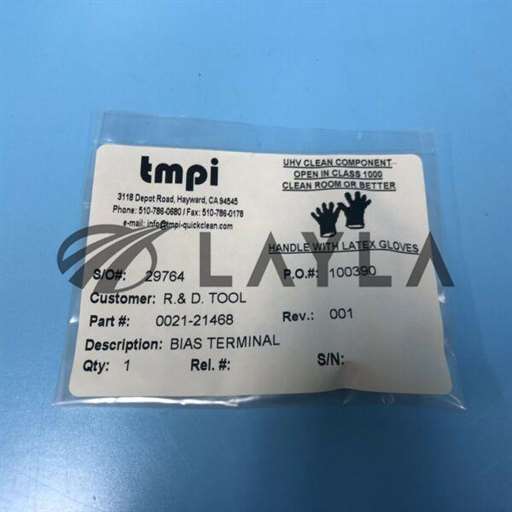 tmpi
3118 Depot Road, Hayward, CA 94545
Phone: 510-786-0680 / Fax: 510-786-0178
e-mail: info@tmpi-quickclean.com
UHV CLEAN COMPONENT
OPEN IN CLASS 1000
CLEAN ROOM OR BETTER
HANDLE WITH LATEX GLOVES
LAYLA
S/O#: 29764 P.O.#: 100390
Customer: R.& D. TOOL
Part #: 0021-21468 Rev.: 001
Description: BIAS TERMINAL
Qty: 1 Rel. #: S/N: